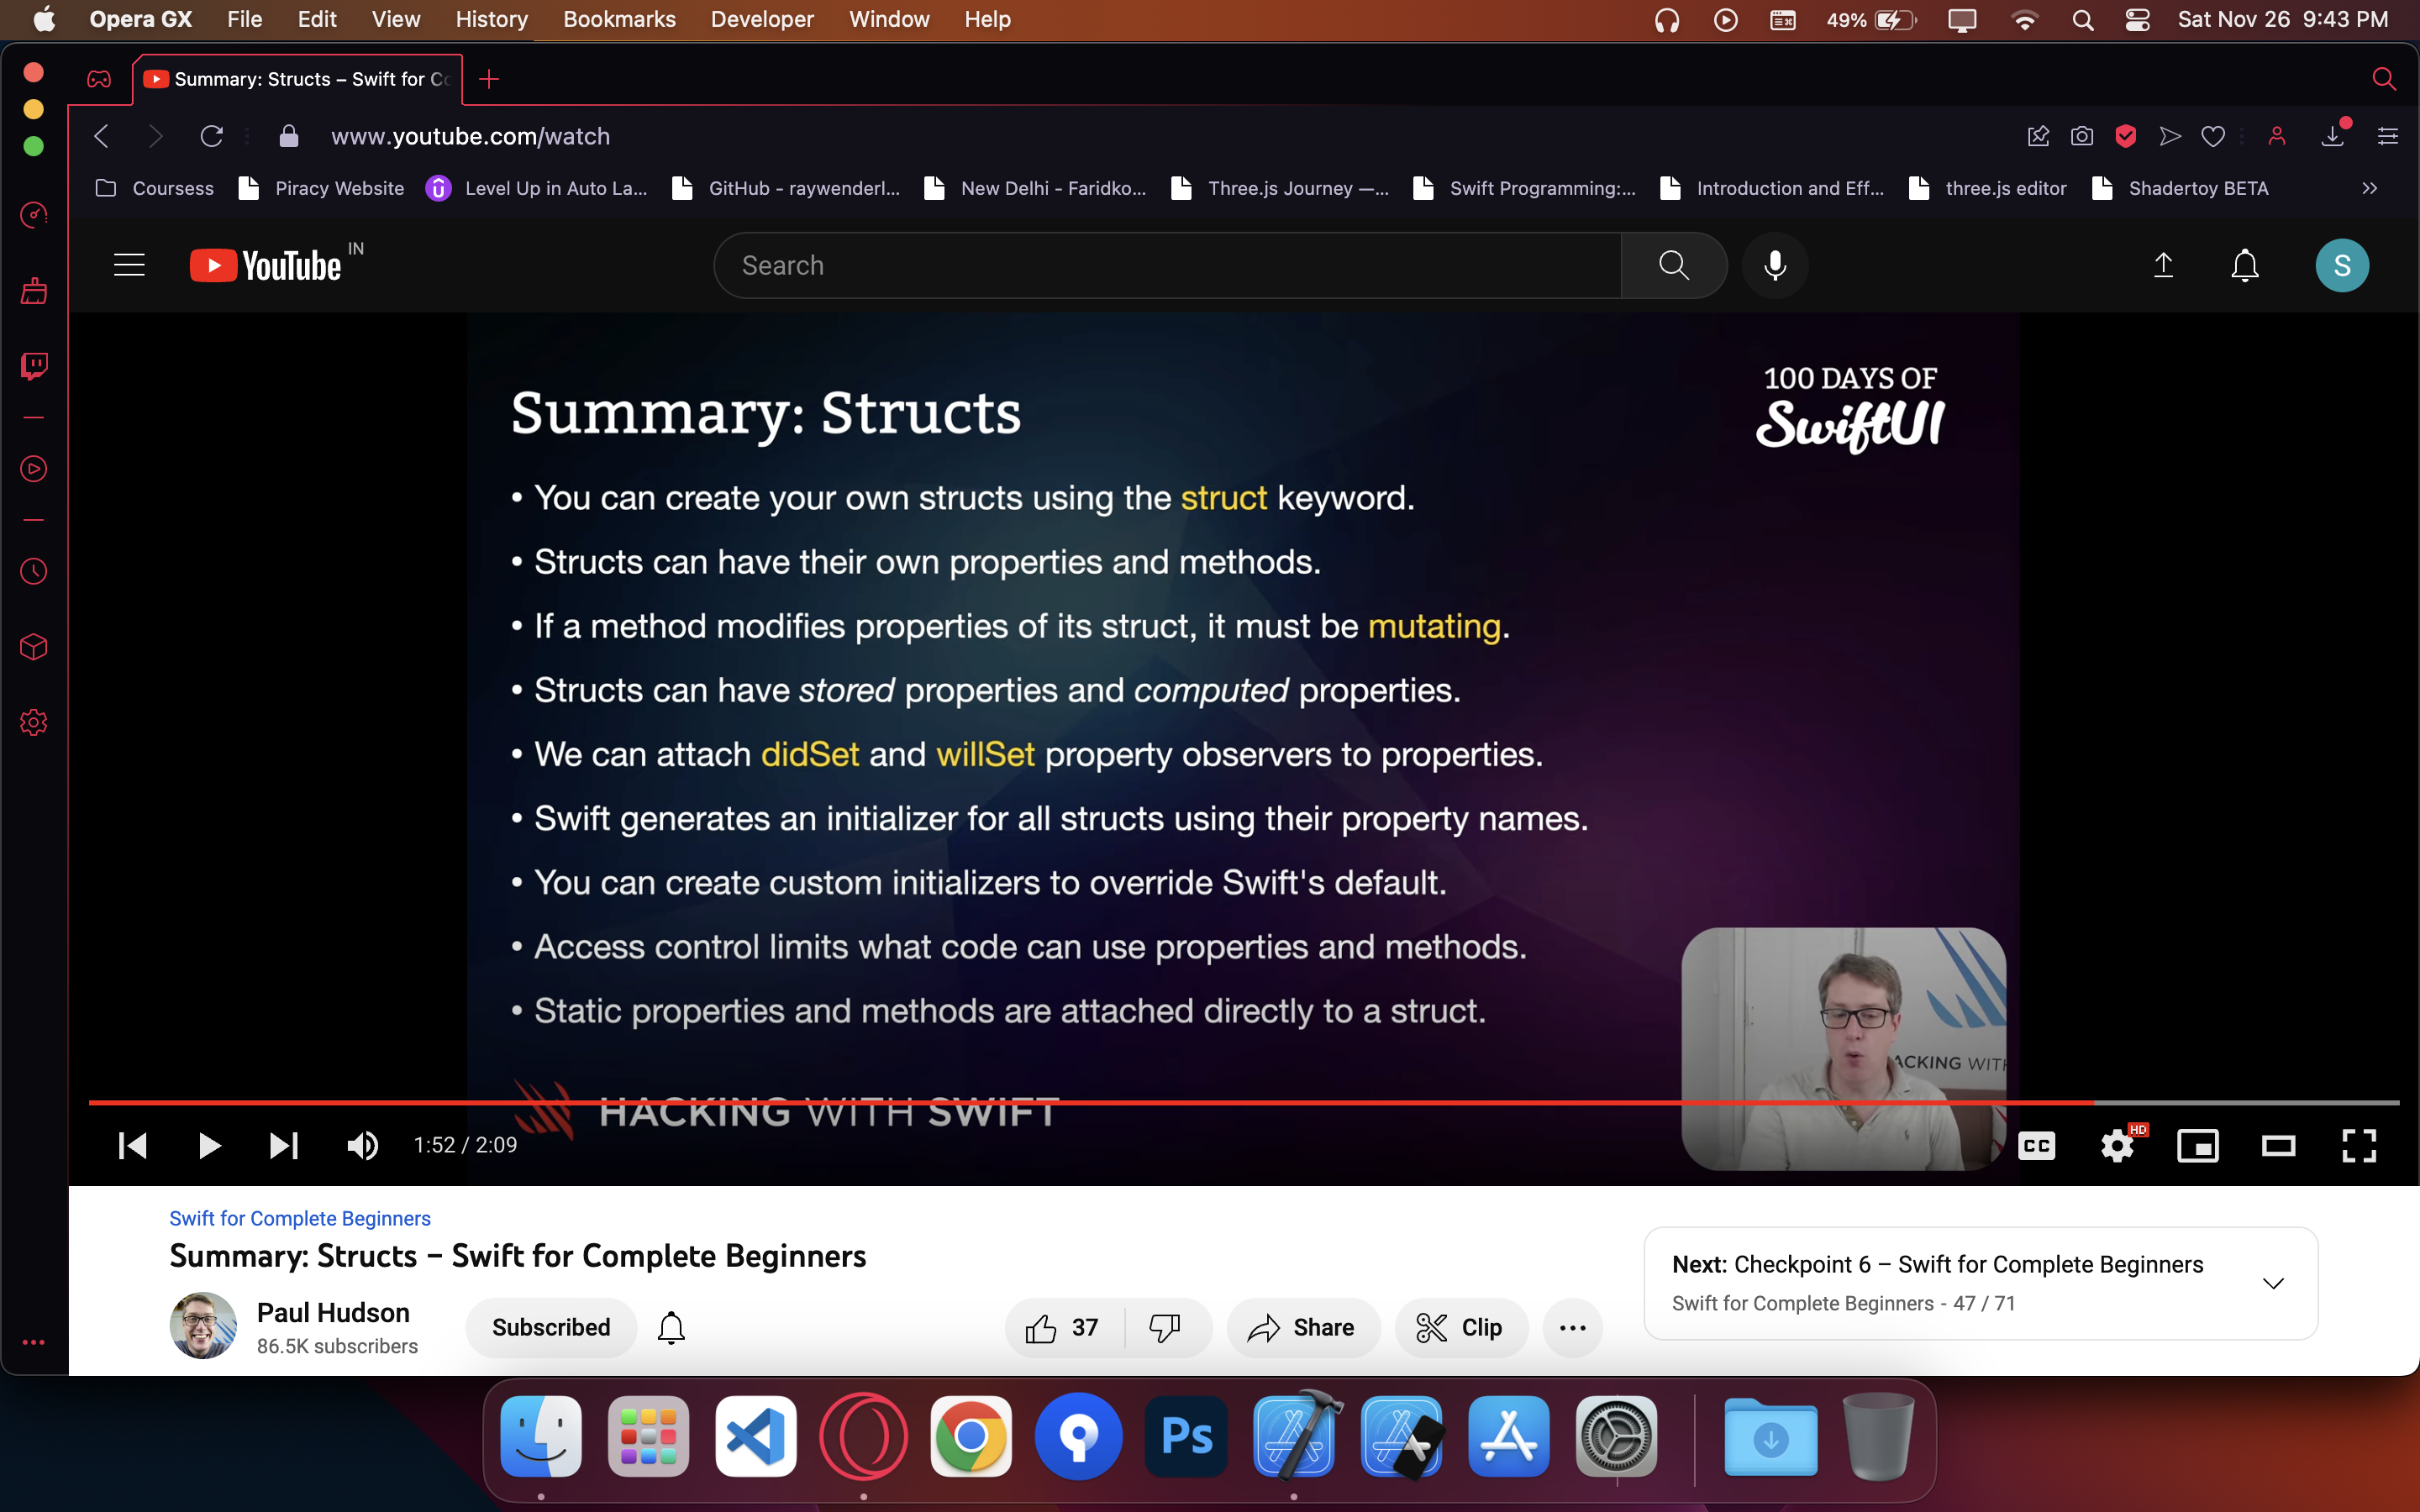 Opera GX File Edit View History Bookmarks Developer Window Help 49% Sat Nov 26 9:43 PM
Summary: Structs – Swift for Co
www.youtube.com/watch
Coursess Piracy Website Level Up in Auto La... GitHub - raywenderl... New Delhi - Faridko... Three.js Journey —... Swift Programming:... Introduction and Eff... three.js editor Shadertoy BETA
YouTube IN Search S
100 DAYS OF
SwiftUI
Summary: Structs
• You can create your own structs using the struct keyword.
• Structs can have their own properties and methods.
• If a method modifies properties of its struct, it must be mutating.
• Structs can have stored properties and computed properties.
• We can attach didSet and willSet property observers to properties.
• Swift generates an initializer for all structs using their property names.
• You can create custom initializers to override Swift's default.
• Access control limits what code can use properties and methods.
• Static properties and methods are attached directly to a struct.
ACKING WITH
HACKING WITH SWIFT
1:52 / 2:09 CC HD
Swift for Complete Beginners
Summary: Structs – Swift for Complete Beginners
Paul Hudson
86.5K subscribers
Subscribed 37 Share Clip
Next: Checkpoint 6 – Swift for Complete Beginners
Swift for Complete Beginners - 47 / 71
Ps